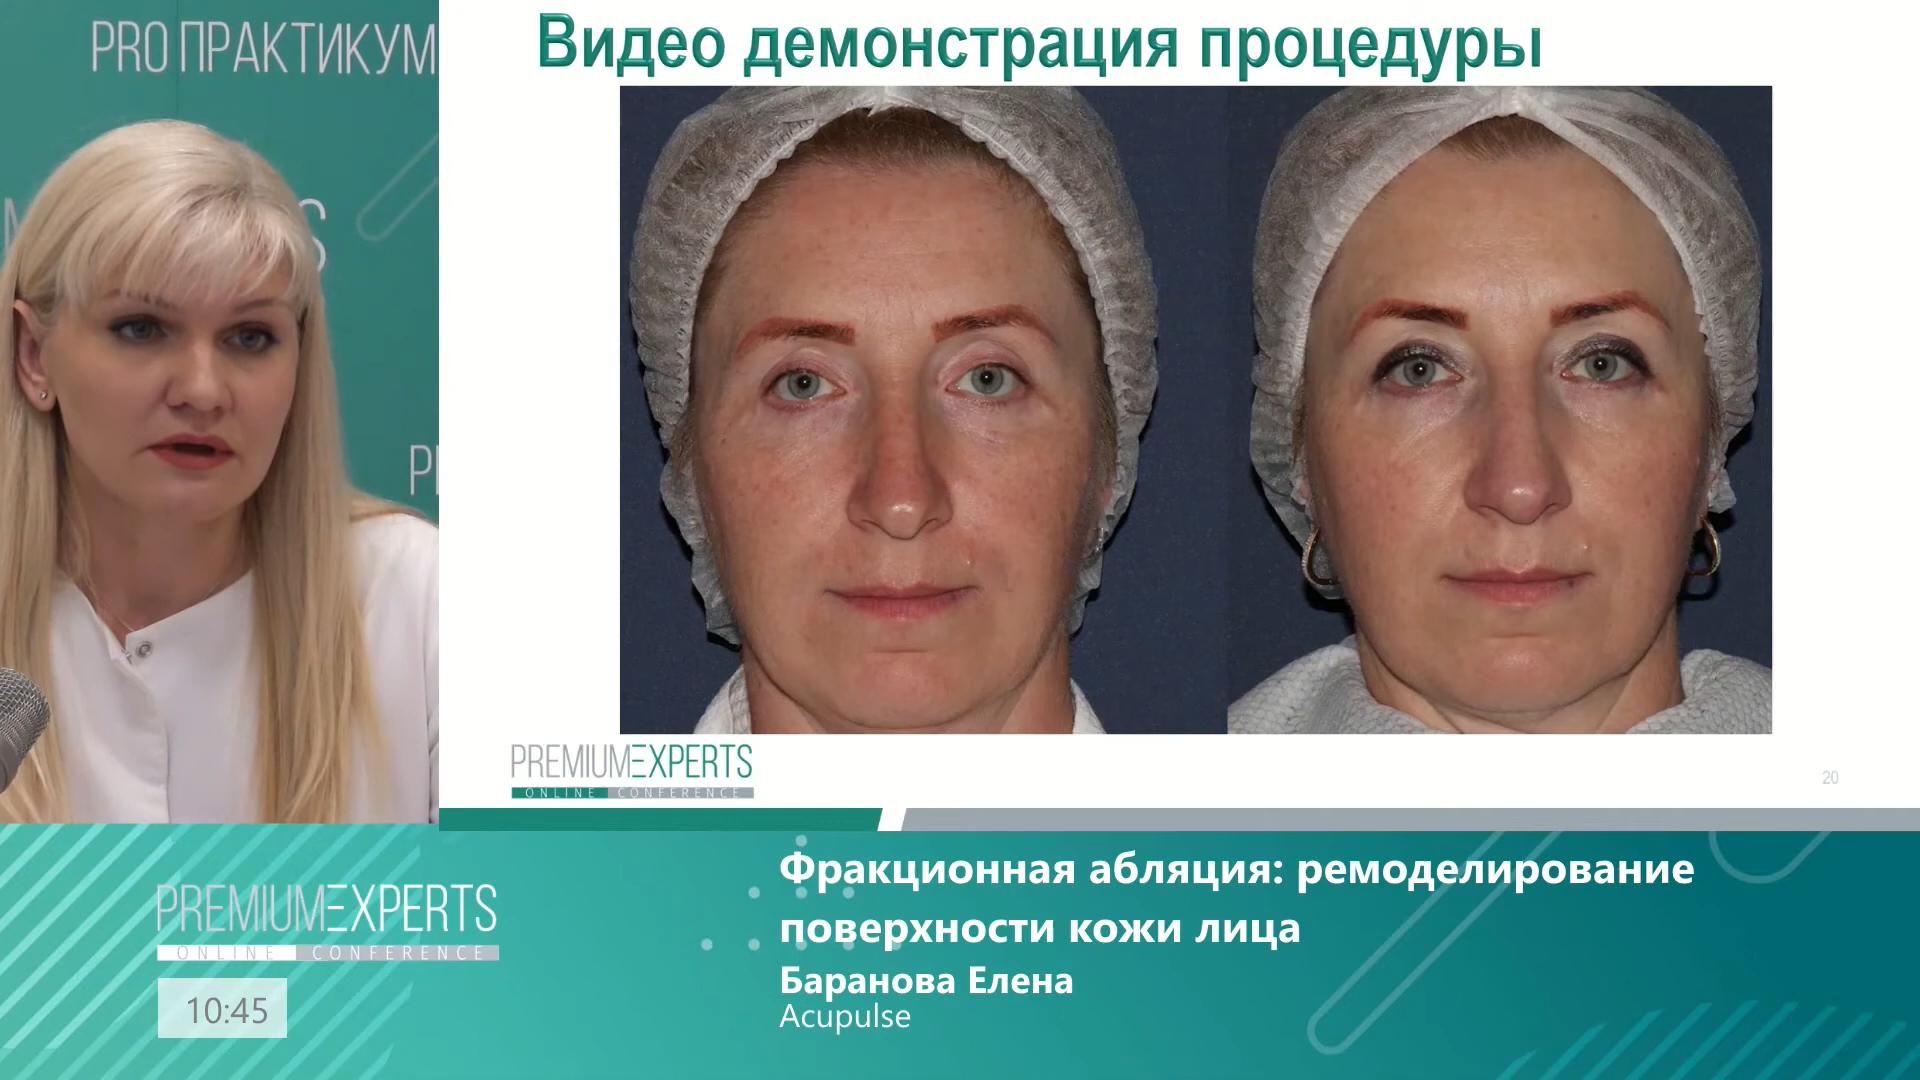 PRO ПРАКТИКУМ
Видео демонстрация процедуры
PREMIUMEXPERTS
ONLINE CONFERENCE
20
PREMIUMEXPERTS
ONLINE CONFERENCE
10:45
Фракционная абляция: ремоделирование
поверхности кожи лица
Баранова Елена
Acupulse